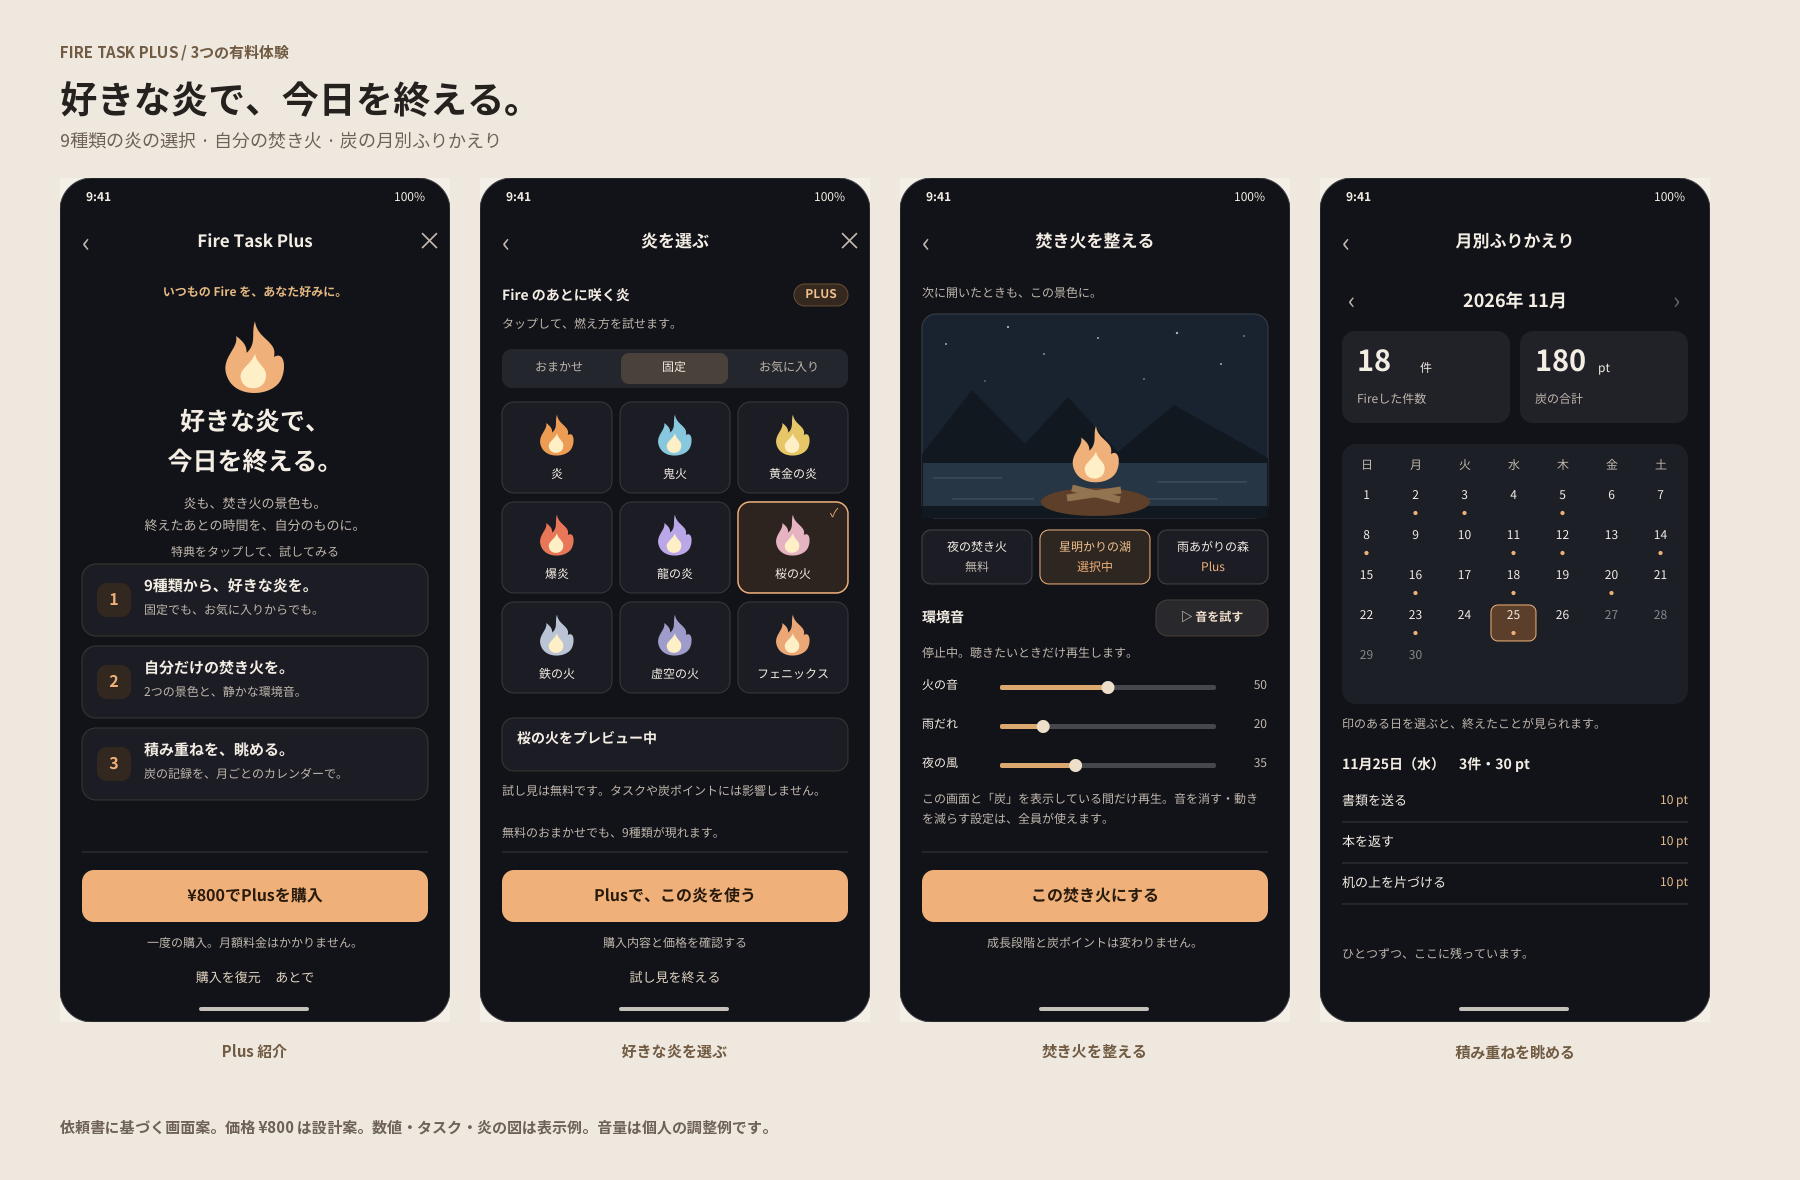 FIRE TASK PLUS / 3つの有料体験
好きな炎で、今日を終える。
9種類の炎の選択・自分の焚き火・炭の月別ふりかえり
9:41 100%
‹ Fire Task Plus ×
いつもの Fire を、あなた好みに。
好きな炎で、
今日を終える。
炎も、焚き火の景色も。
終えたあとの時間を、自分のものに。
特典をタップして、試してみる
1 9種類から、好きな炎を。
固定でも、お気に入りからでも。
2 自分だけの焚き火を。
2つの景色と、静かな環境音。
3 積み重ねを、眺める。
炭の記録を、月ごとのカレンダーで。
¥800でPlusを購入
一度の購入。月額料金はかかりません。
購入を復元 あとで
Plus 紹介
9:41 100%
‹ 炎を選ぶ ×
Fire のあとに咲く炎 PLUS
タップして、燃え方を試せます。
おまかせ 固定 お気に入り
炎 鬼火 黄金の炎
✓
爆炎 龍の炎 桜の火
鉄の火 虚空の火 フェニックス
桜の火をプレビュー中
試し見は無料です。タスクや炭ポイントには影響しません。
無料のおまかせでも、9種類が現れます。
Plusで、この炎を使う
購入内容と価格を確認する
試し見を終える
好きな炎を選ぶ
9:41 100%
‹ 焚き火を整える
次に開いたときも、この景色に。
夜の焚き火 星明かりの湖 雨あがりの森
無料 選択中 Plus
環境音 ▷ 音を試す
停止中。聴きたいときだけ再生します。
火の音 50
雨だれ 20
夜の風 35
この画面と「炭」を表示している間だけ再生。音を消す・動き
を減らす設定は、全員が使えます。
この焚き火にする
成長段階と炭ポイントは変わりません。
焚き火を整える
9:41 100%
‹ 月別ふりかえり
‹ 2026年 11月 ›
18 件 180 pt
Fireした件数 炭の合計
日 月 火 水 木 金 土
1 2 3 4 5 6 7
8 9 10 11 12 13 14
15 16 17 18 19 20 21
22 23 24 25 26 27 28
29 30
印のある日を選ぶと、終えたことが見られます。
11月25日（水） 3件・30 pt
書類を送る 10 pt
本を返す 10 pt
机の上を片づける 10 pt
ひとつずつ、ここに残っています。
積み重ねを眺める
依頼書に基づく画面案。価格 ¥800 は設計案。数値・タスク・炎の図は表示例。音量は個人の調整例です。